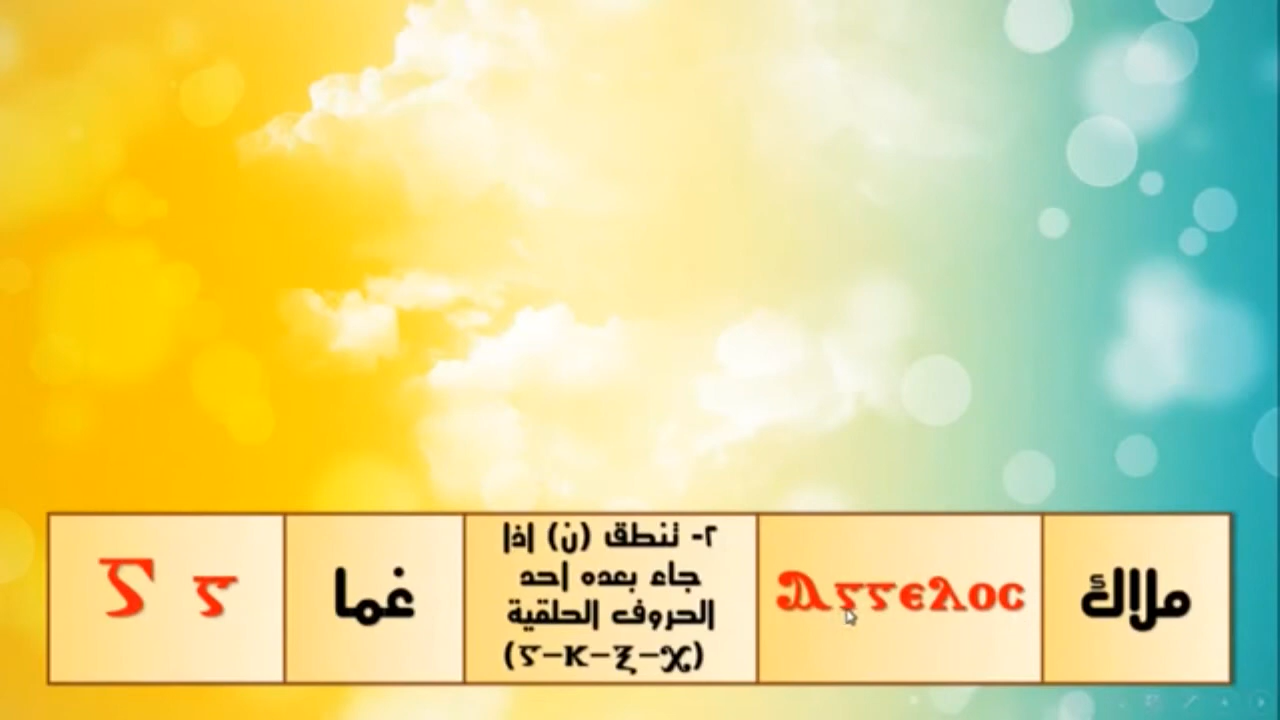 Ⲅ ⲅ
غما
٢- تنطق (ن) إذا
جاء بعده احد
الحروف الحلقية
(ⲅ–ⲕ–ⲝ–ⲭ)
Ⲁⲅⲅⲉⲗⲟⲥ
ملاك